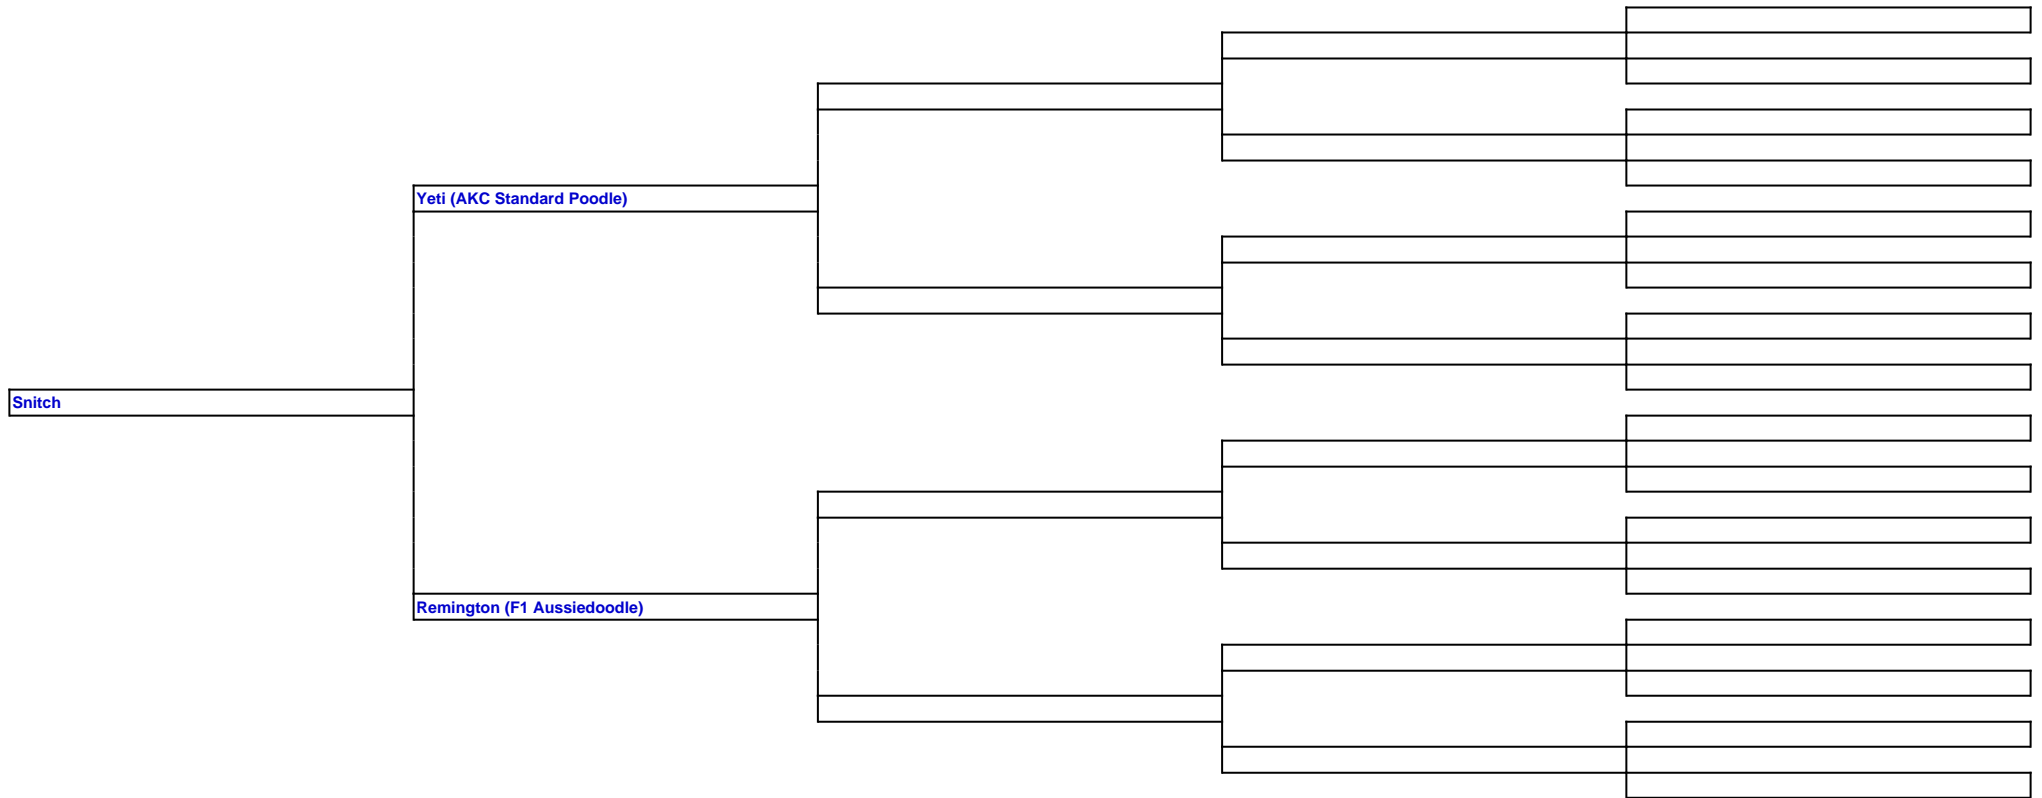 Yeti (AKC Standard Poodle)
Snitch
Remington (F1 Aussiedoodle)